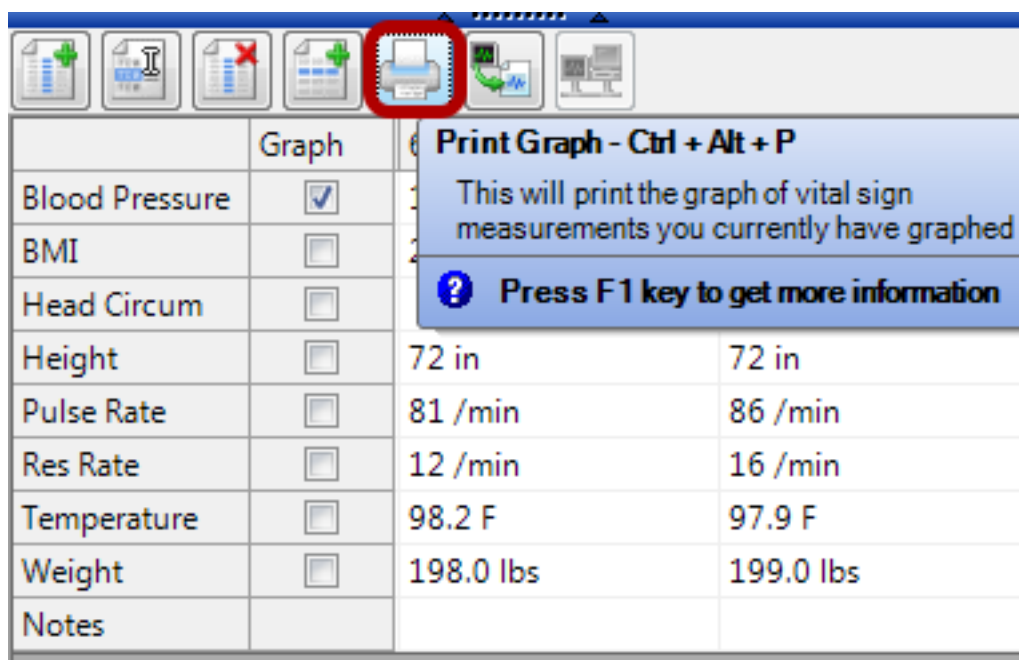 Graph
Print Graph - Ctrl + Alt + P
This will print the graph of vital sign
measurements you currently have graphed
Press F1 key to get more information
Blood Pressure
BMI
Head Circum
Height 72 in 72 in
Pulse Rate 81 /min 86 /min
Res Rate 12 /min 16 /min
Temperature 98.2 F 97.9 F
Weight 198.0 lbs 199.0 lbs
Notes